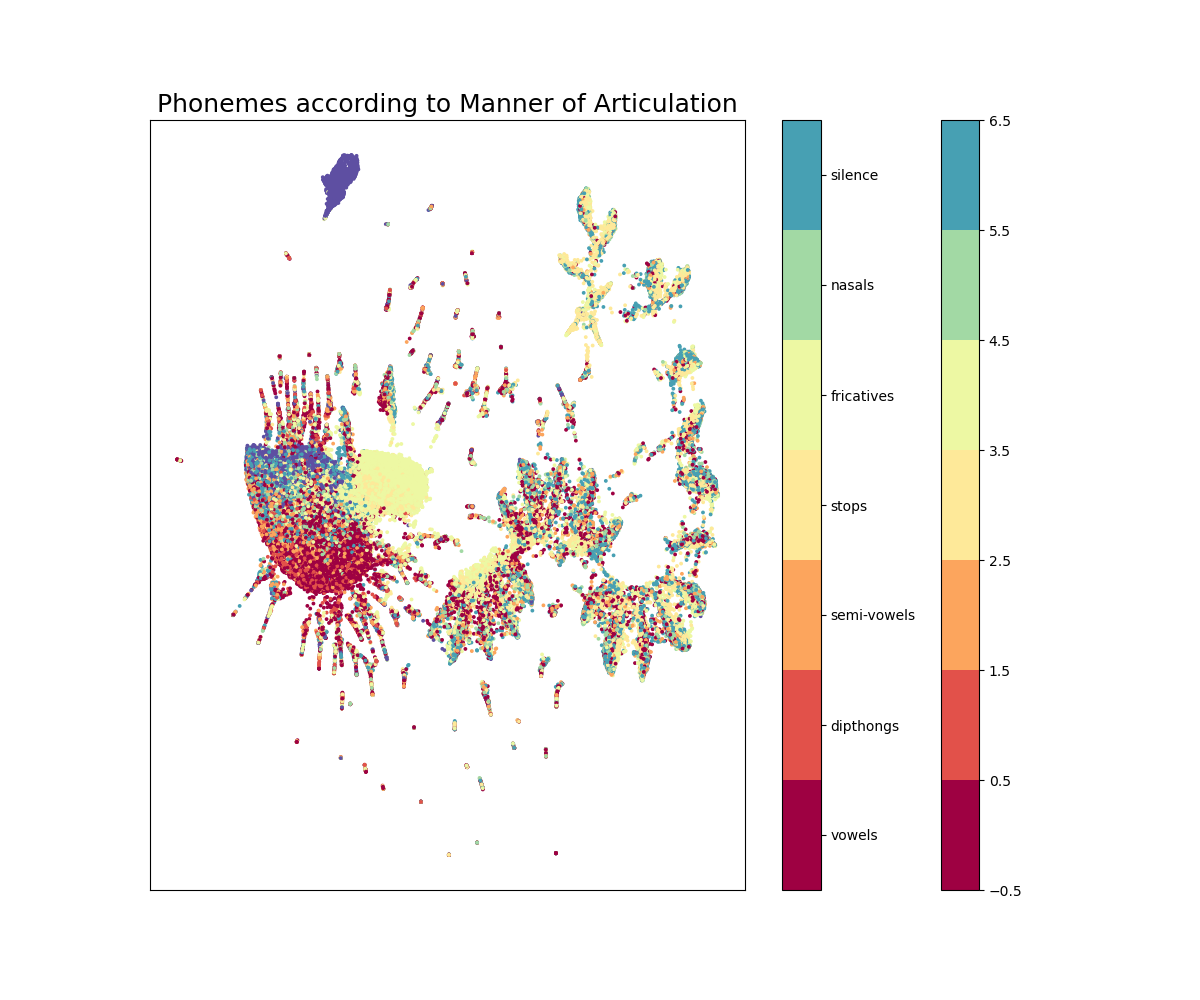 Phonemes according to Manner of Articulation
silence
nasals
fricatives
stops
semi-vowels
dipthongs
vowels
6.5
5.5
4.5
3.5
2.5
1.5
0.5
−0.5